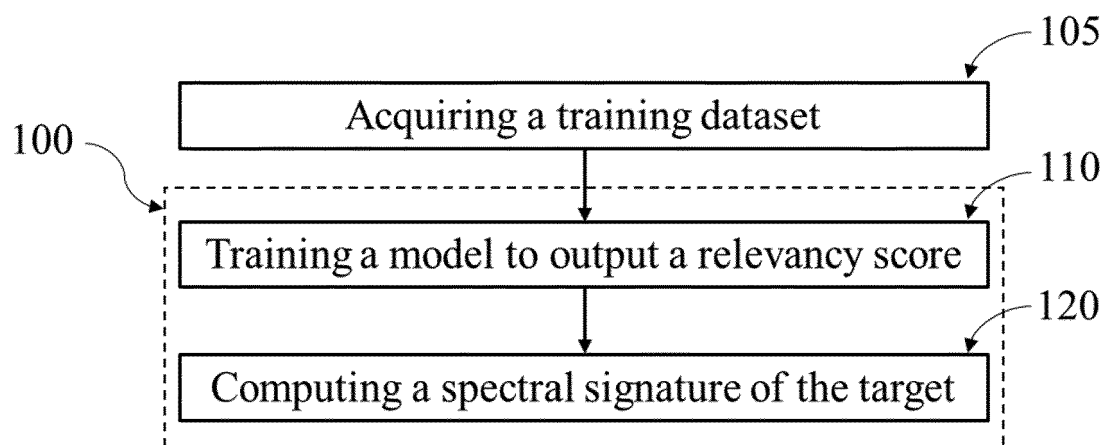 105
Acquiring a training dataset
100
110
Training a model to output a relevancy score
120
Computing a spectral signature of the target